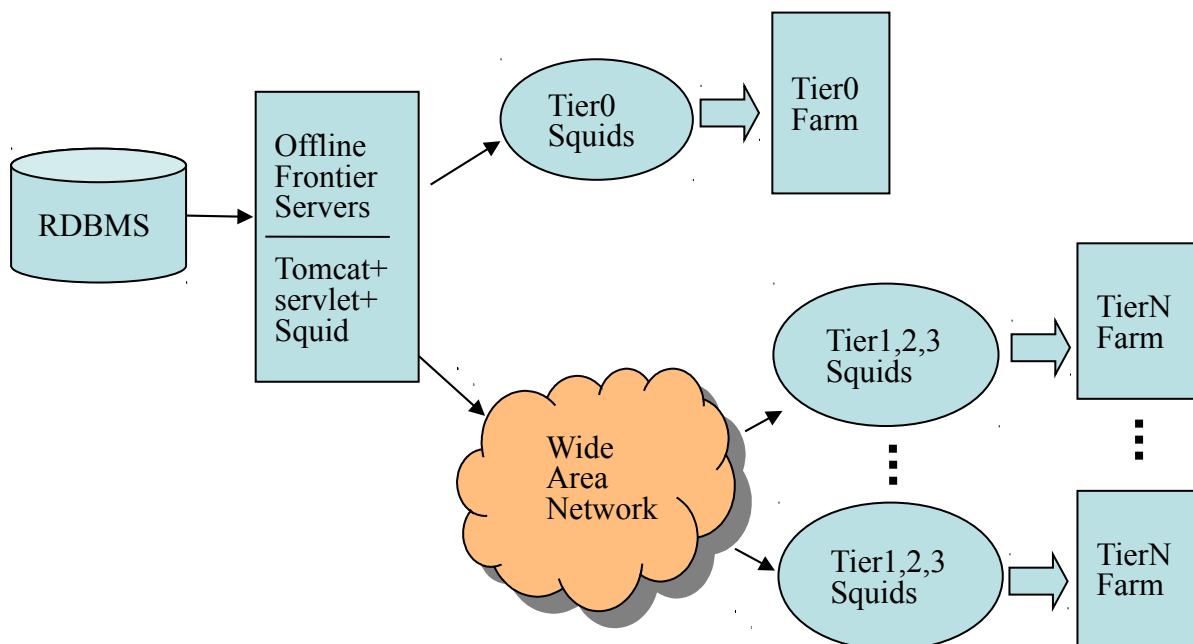 RDBMS
Offline
Frontier
Servers
Tomcat+
servlet+
Squid
Tier0
Squids
Tier0
Farm
Wide
Area
Network
Tier1,2,3
Squids
TierN
Farm
Tier1,2,3
Squids
TierN
Farm